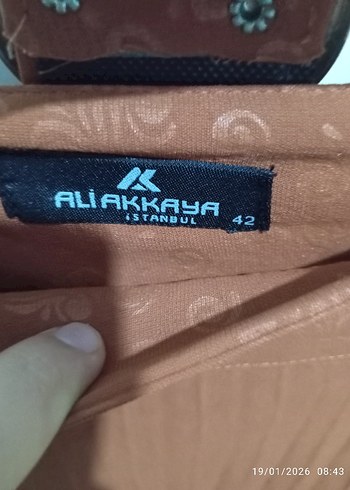 ALİ AKKAYA
İSTANBUL
42
19/01/2026 08:43